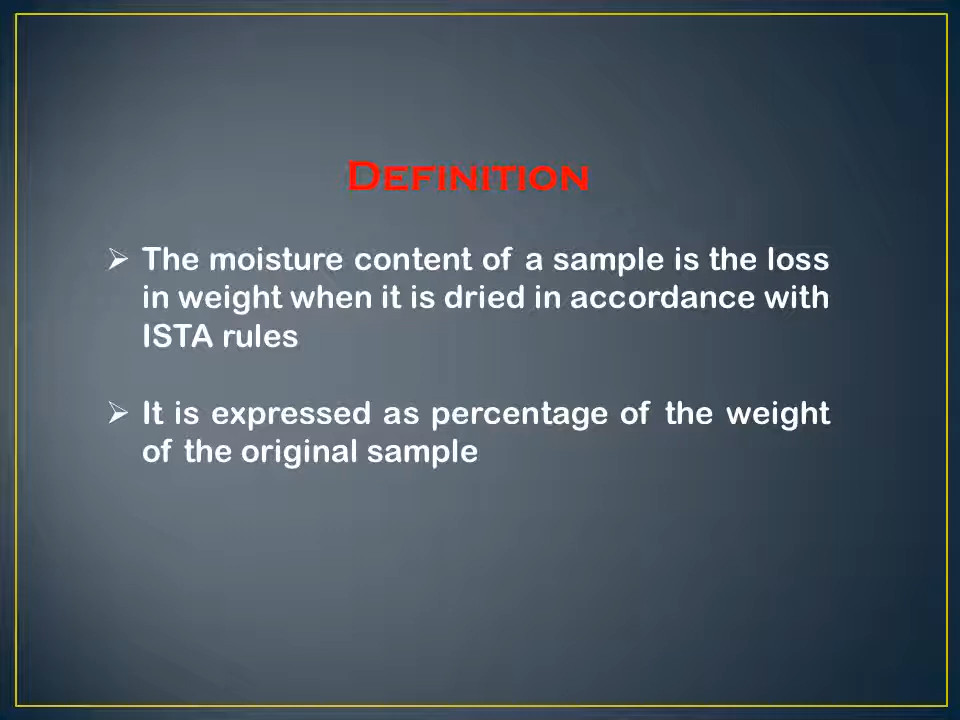 Definition
➢ The moisture content of a sample is the loss
in weight when it is dried in accordance with
ISTA rules
➢ It is expressed as percentage of the weight
of the original sample